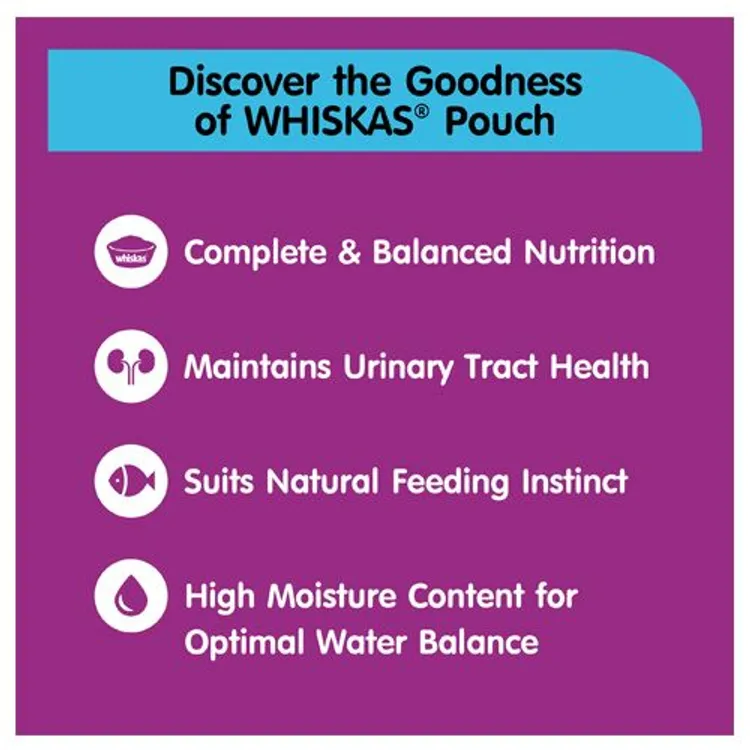 Discover the Goodness
of WHISKAS® Pouch
whiskas
Complete & Balanced Nutrition
Maintains Urinary Tract Health
Suits Natural Feeding Instinct
High Moisture Content for
Optimal Water Balance